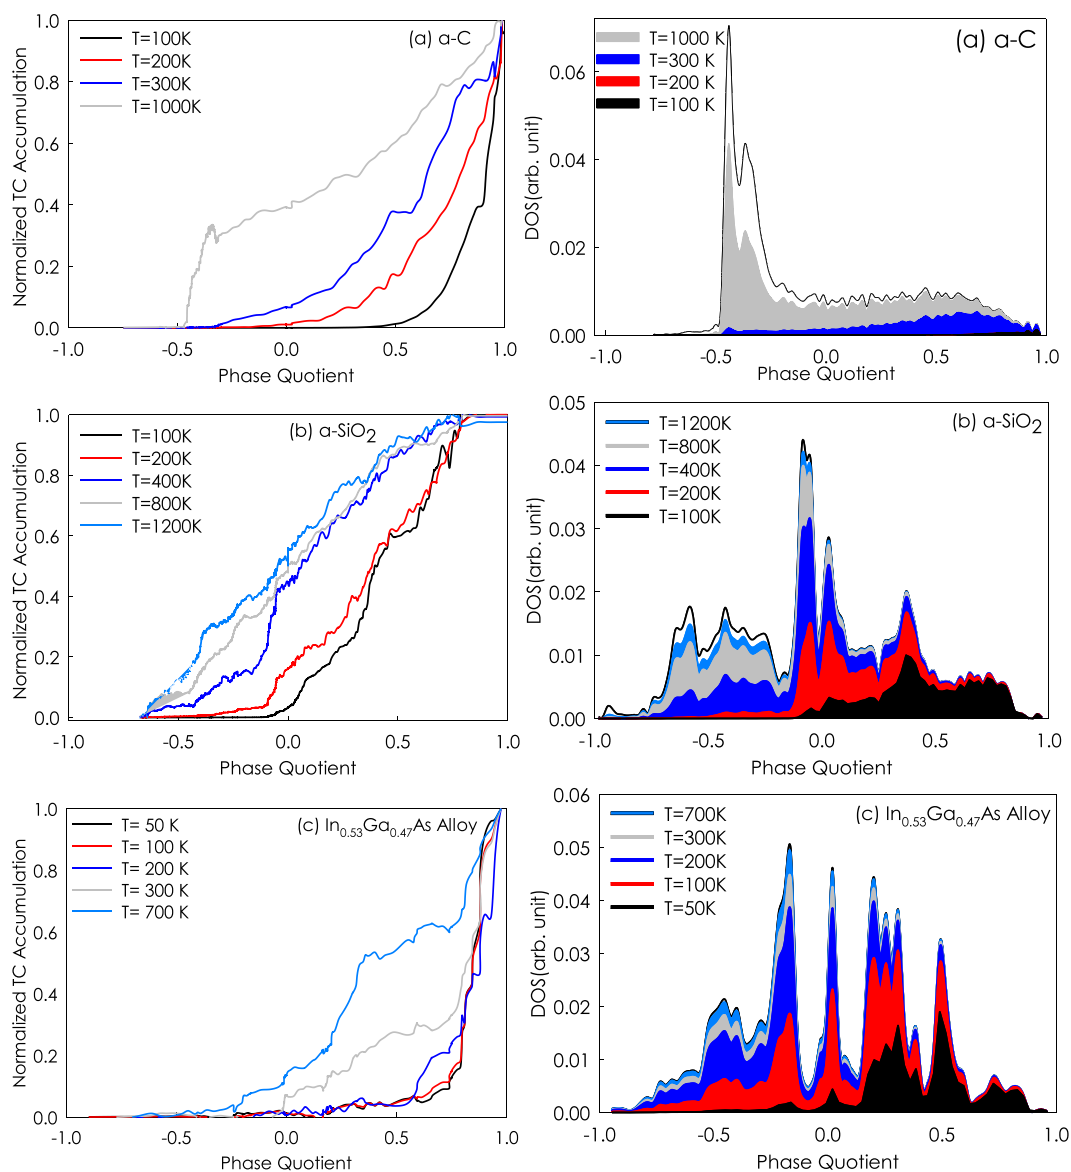 (a) a-C
T=100K
T=200K
T=300K
T=1000K
Normalized TC Accumulation
1.0
0.8
0.6
0.4
0.2
0.0
-1.0 -0.5 0.0 0.5 1.0
Phase Quotient
(a) a-C
T=1000 K
T=300 K
T=200 K
T=100 K
DOS(arb. unit)
0.06
0.04
0.02
0.00
-1.0 -0.5 0.0 0.5 1.0
Phase Quotient
(b) a-SiO2
T=100K
T=200K
T=400K
T=800K
T=1200K
Normalized TC Accumulation
1.0
0.8
0.6
0.4
0.2
0.0
-1.0 -0.5 0.0 0.5 1.0
Phase Quotient
(b) a-SiO2
T=1200K
T=800K
T=400K
T=200K
T=100K
DOS(arb. unit)
0.05
0.04
0.03
0.02
0.01
0.00
-1.0 -0.5 0.0 0.5 1.0
Phase Quotient
(c) In0.53Ga0.47As Alloy
T= 50 K
T= 100 K
T= 200 K
T= 300 K
T= 700 K
Normalized TC Accumulation
1.0
0.8
0.6
0.4
0.2
0.0
-1.0 -0.5 0.0 0.5 1.0
Phase Quotient
(c) In0.53Ga0.47As Alloy
T=700K
T=300K
T=200K
T=100K
T=50K
DOS(arb. unit)
0.06
0.05
0.04
0.03
0.02
0.01
0.00
-1.0 -0.5 0.0 0.5 1.0
Phase Quotient